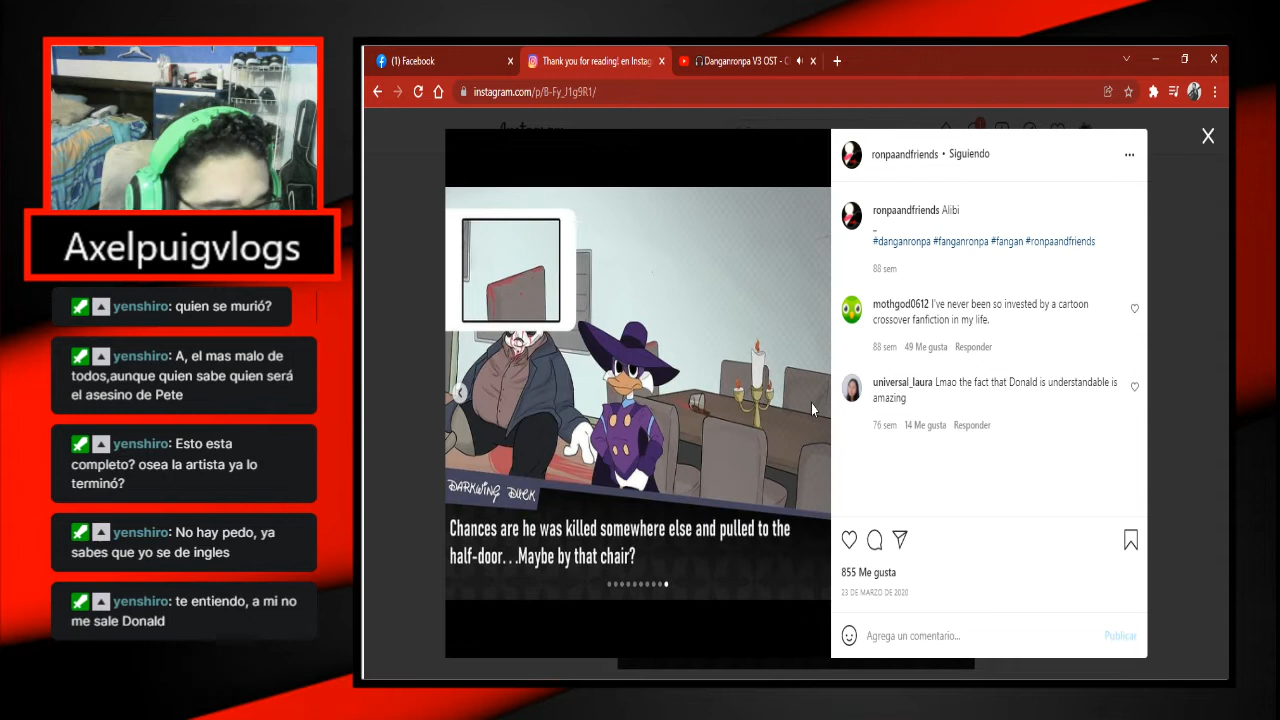 Axelpuigvlogs
yenshiro: quien se murió?
yenshiro: A, el mas malo de
todos,aunque quien sabe quien será
el asesino de Pete
yenshiro: Esto esta
completo? osea la artista ya lo
terminó?
yenshiro: No hay pedo, ya
sabes que yo se de ingles
yenshiro: te entiendo, a mi no
me sale Donald
(1) Facebook
Thank you for reading! en Instag
Danganronpa V3 OST - C
instagram.com/p/B-Fy_J1g9R1/
DARKWING DUCK
Chances are he was killed somewhere else and pulled to the
half-door. . .Maybe by that chair?
ronpaandfriends • Siguiendo
ronpaandfriends Alibi
_
#danganronpa #fanganronpa #fangan #ronpaandfriends
88 sem
mothgod0612 I've never been so invested by a cartoon
crossover fanfiction in my life.
88 sem 49 Me gusta Responder
universal_laura Lmao the fact that Donald is understandable is
amazing
76 sem 14 Me gusta Responder
855 Me gusta
23 DE MARZO DE 2020
Agrega un comentario... Publicar